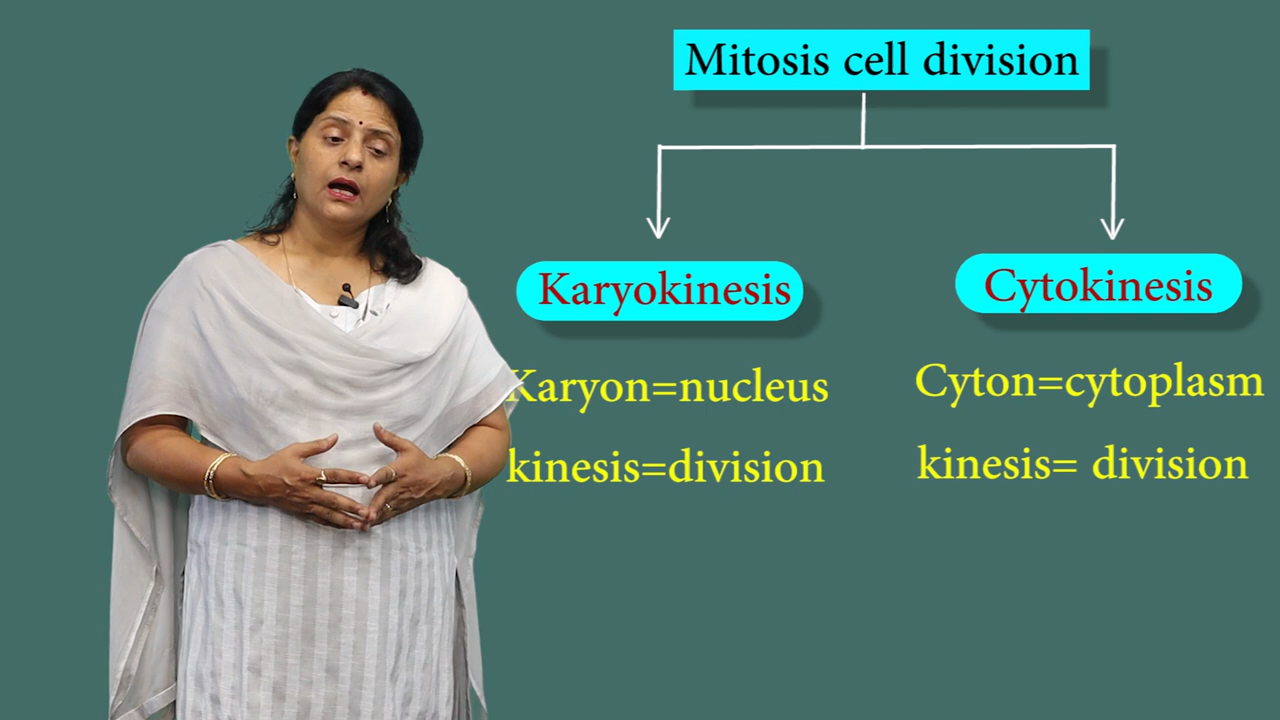 Mitosis cell division
Karyokinesis
Cytokinesis
Karyon=nucleus
kinesis=division
Cyton=cytoplasm
kinesis= division